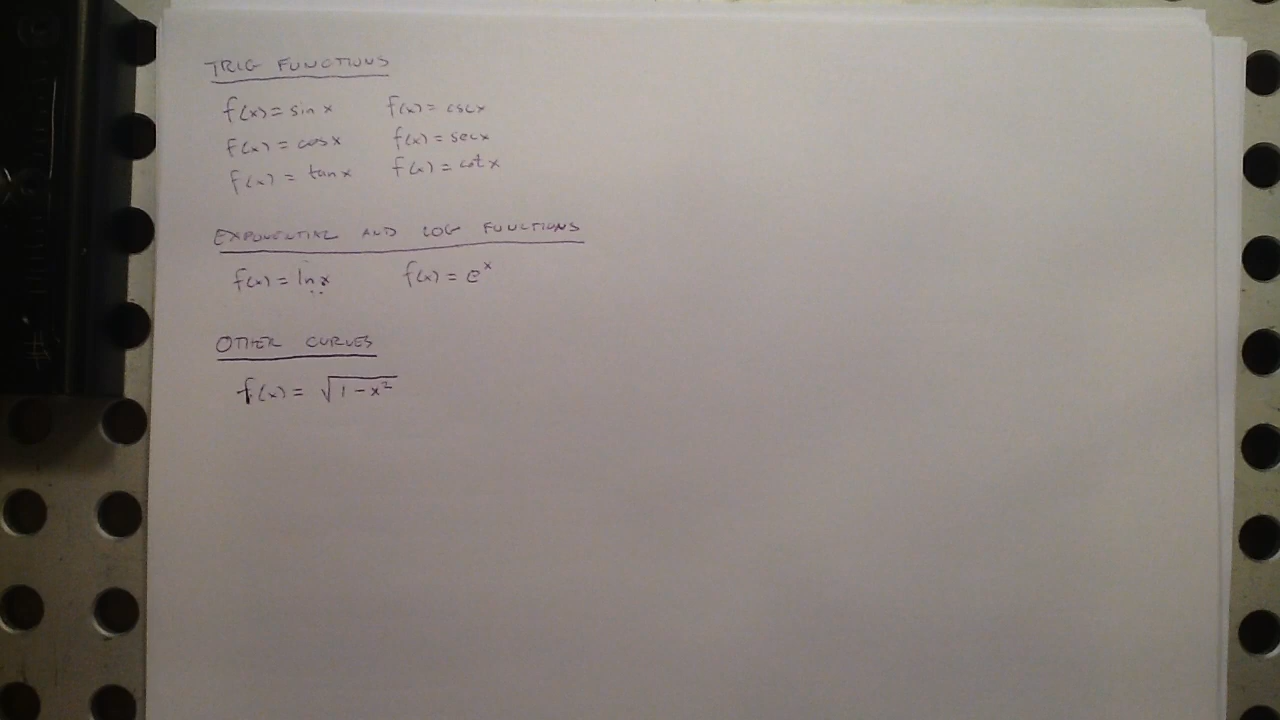 TRIG FUNCTIONS
f(x) = sin x f(x) = csc x
f(x) = cos x f(x) = sec x
f(x) = tan x f(x) = cot x
EXPONENTIAL AND LOG FUNCTIONS
f(x) = ln x f(x) = e^x
OTHER CURVES
f(x) = √(1 - x²)